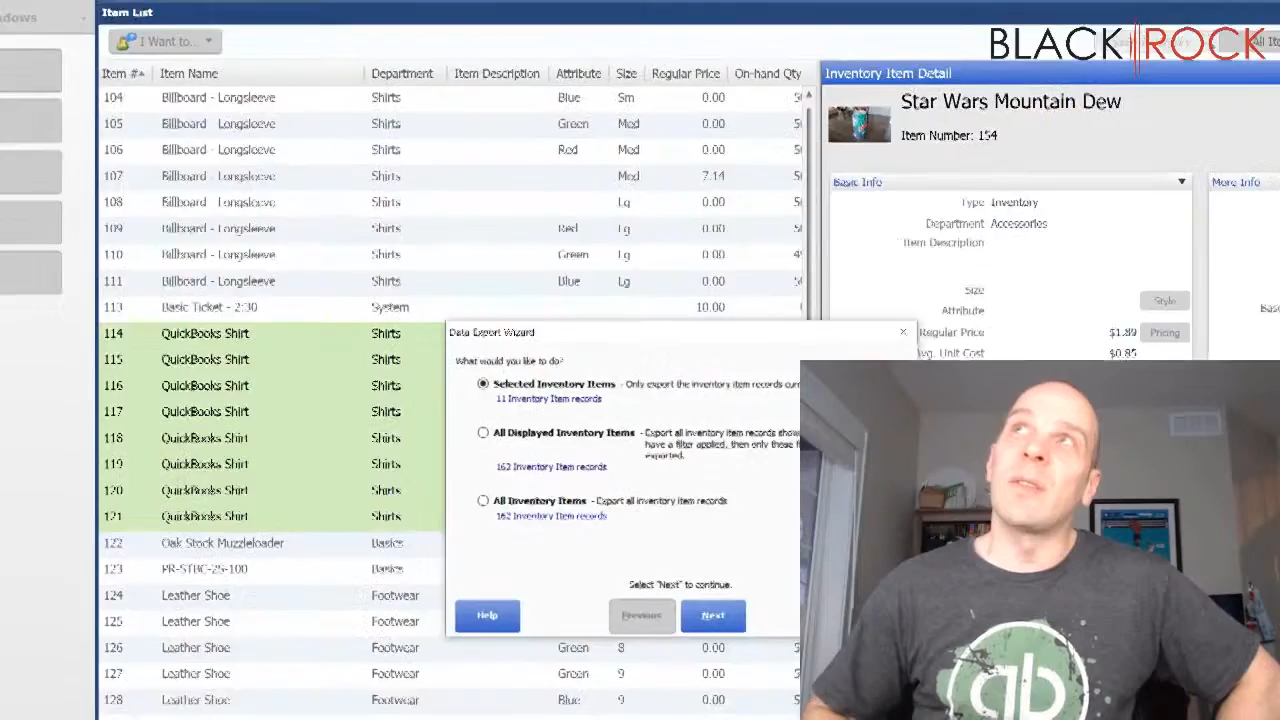 Item List
I Want to...
BLACK ROCK
Item # Item Name Department Item Description Attribute Size Regular Price On-hand Qty
104 Billboard - Longsleeve Shirts Blue Sm 0.00
105 Billboard - Longsleeve Shirts Green Med 0.00
106 Billboard - Longsleeve Shirts Red Med 0.00
107 Billboard - Longsleeve Shirts Med 7.14
108 Billboard - Longsleeve Shirts Lg 0.00
109 Billboard - Longsleeve Shirts Red Lg 0.00
110 Billboard - Longsleeve Shirts Green Lg 0.00
111 Billboard - Longsleeve Shirts Blue Lg 0.00
113 Basic Ticket - 2:30 System 10.00
114 QuickBooks Shirt Shirts
115 QuickBooks Shirt Shirts
116 QuickBooks Shirt Shirts
117 QuickBooks Shirt Shirts
118 QuickBooks Shirt Shirts
119 QuickBooks Shirt Shirts
120 QuickBooks Shirt Shirts
121 QuickBooks Shirt Shirts
122 Oak Stock Muzzleloader Basics
123 PR-STBC-25-100 Basics
124 Leather Shoe Footwear
125 Leather Shoe Footwear
126 Leather Shoe Footwear Green 8 0.00
127 Leather Shoe Footwear Green 9 0.00
128 Leather Shoe Footwear Blue 9 0.00
Inventory Item Detail
Star Wars Mountain Dew
Item Number: 154
Basic Info
More Info
Type Inventory
Department Accessories
Item Description
Size
Style
Attribute
Regular Price $1.89 Pricing
Avg. Unit Cost $0.85
Data Export Wizard
What would you like to do?
Selected Inventory Items - Only export the inventory item records
11 Inventory Item records
All Displayed Inventory Items - Export all inventory item records
have a filter applied, then only those
exported.
162 Inventory Item records
All Inventory Items - Export all inventory item records
162 Inventory Item records
Select "Next" to continue.
Help Previous Next
qb